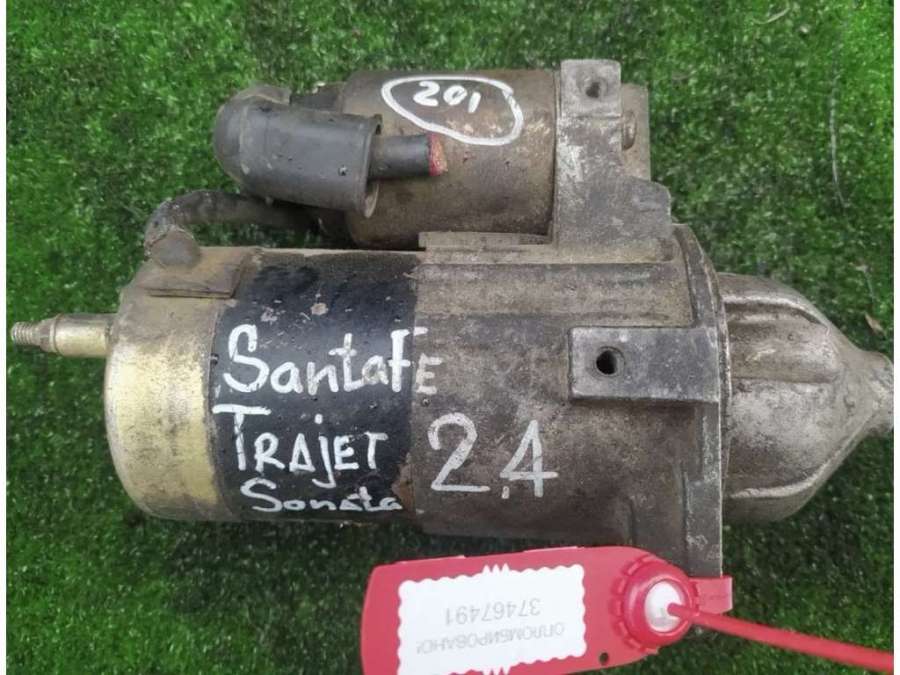 201
SantaFE
TRAjET 2.4
Sonata
ОПЛОМБИРОВАНО!
37467491